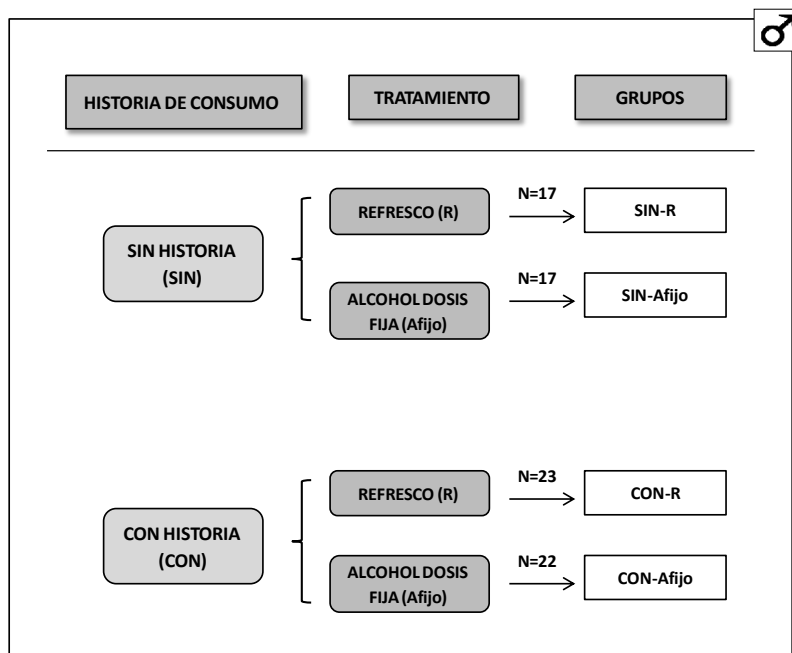 HISTORIA DE CONSUMO
TRATAMIENTO
GRUPOS
SIN HISTORIA
(SIN)
REFRESCO (R)
N=17
SIN-R
ALCOHOL DOSIS
FIJA (Afijo)
N=17
SIN-Afijo
CON HISTORIA
(CON)
REFRESCO (R)
N=23
CON-R
ALCOHOL DOSIS
FIJA (Afijo)
N=22
CON-Afijo